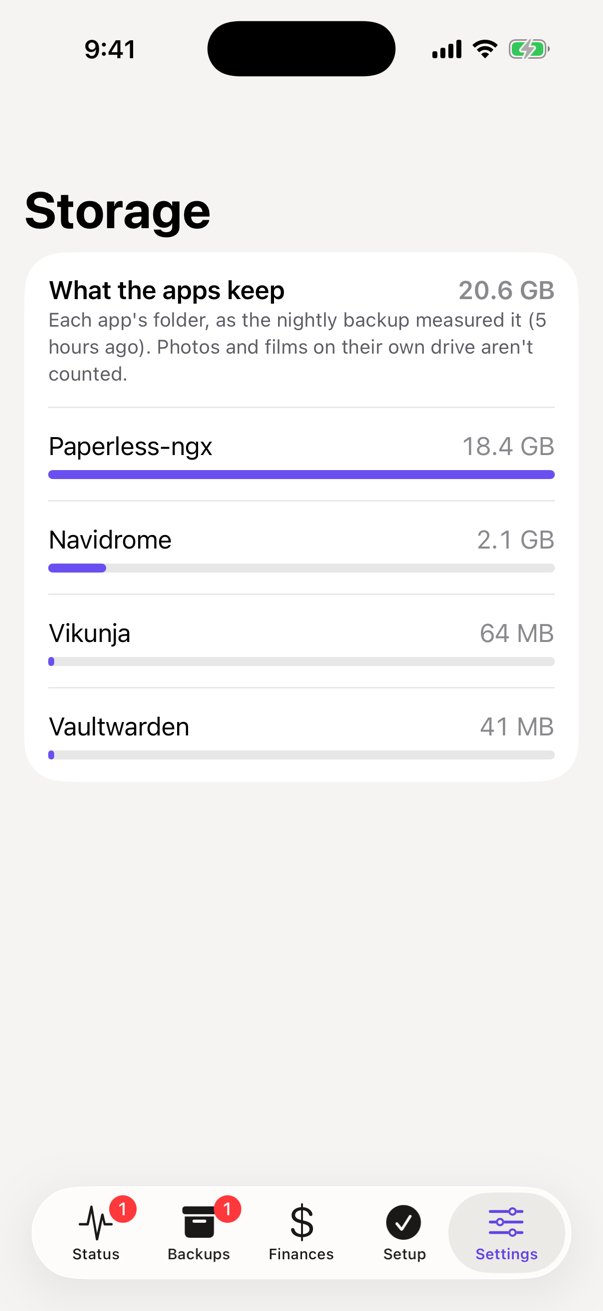 9:41
Storage
What the apps keep 20.6 GB
Each app's folder, as the nightly backup measured it (5
hours ago). Photos and films on their own drive aren't
counted.
Paperless-ngx 18.4 GB
Navidrome 2.1 GB
Vikunja 64 MB
Vaultwarden 41 MB
1 1
Status Backups Finances Setup Settings